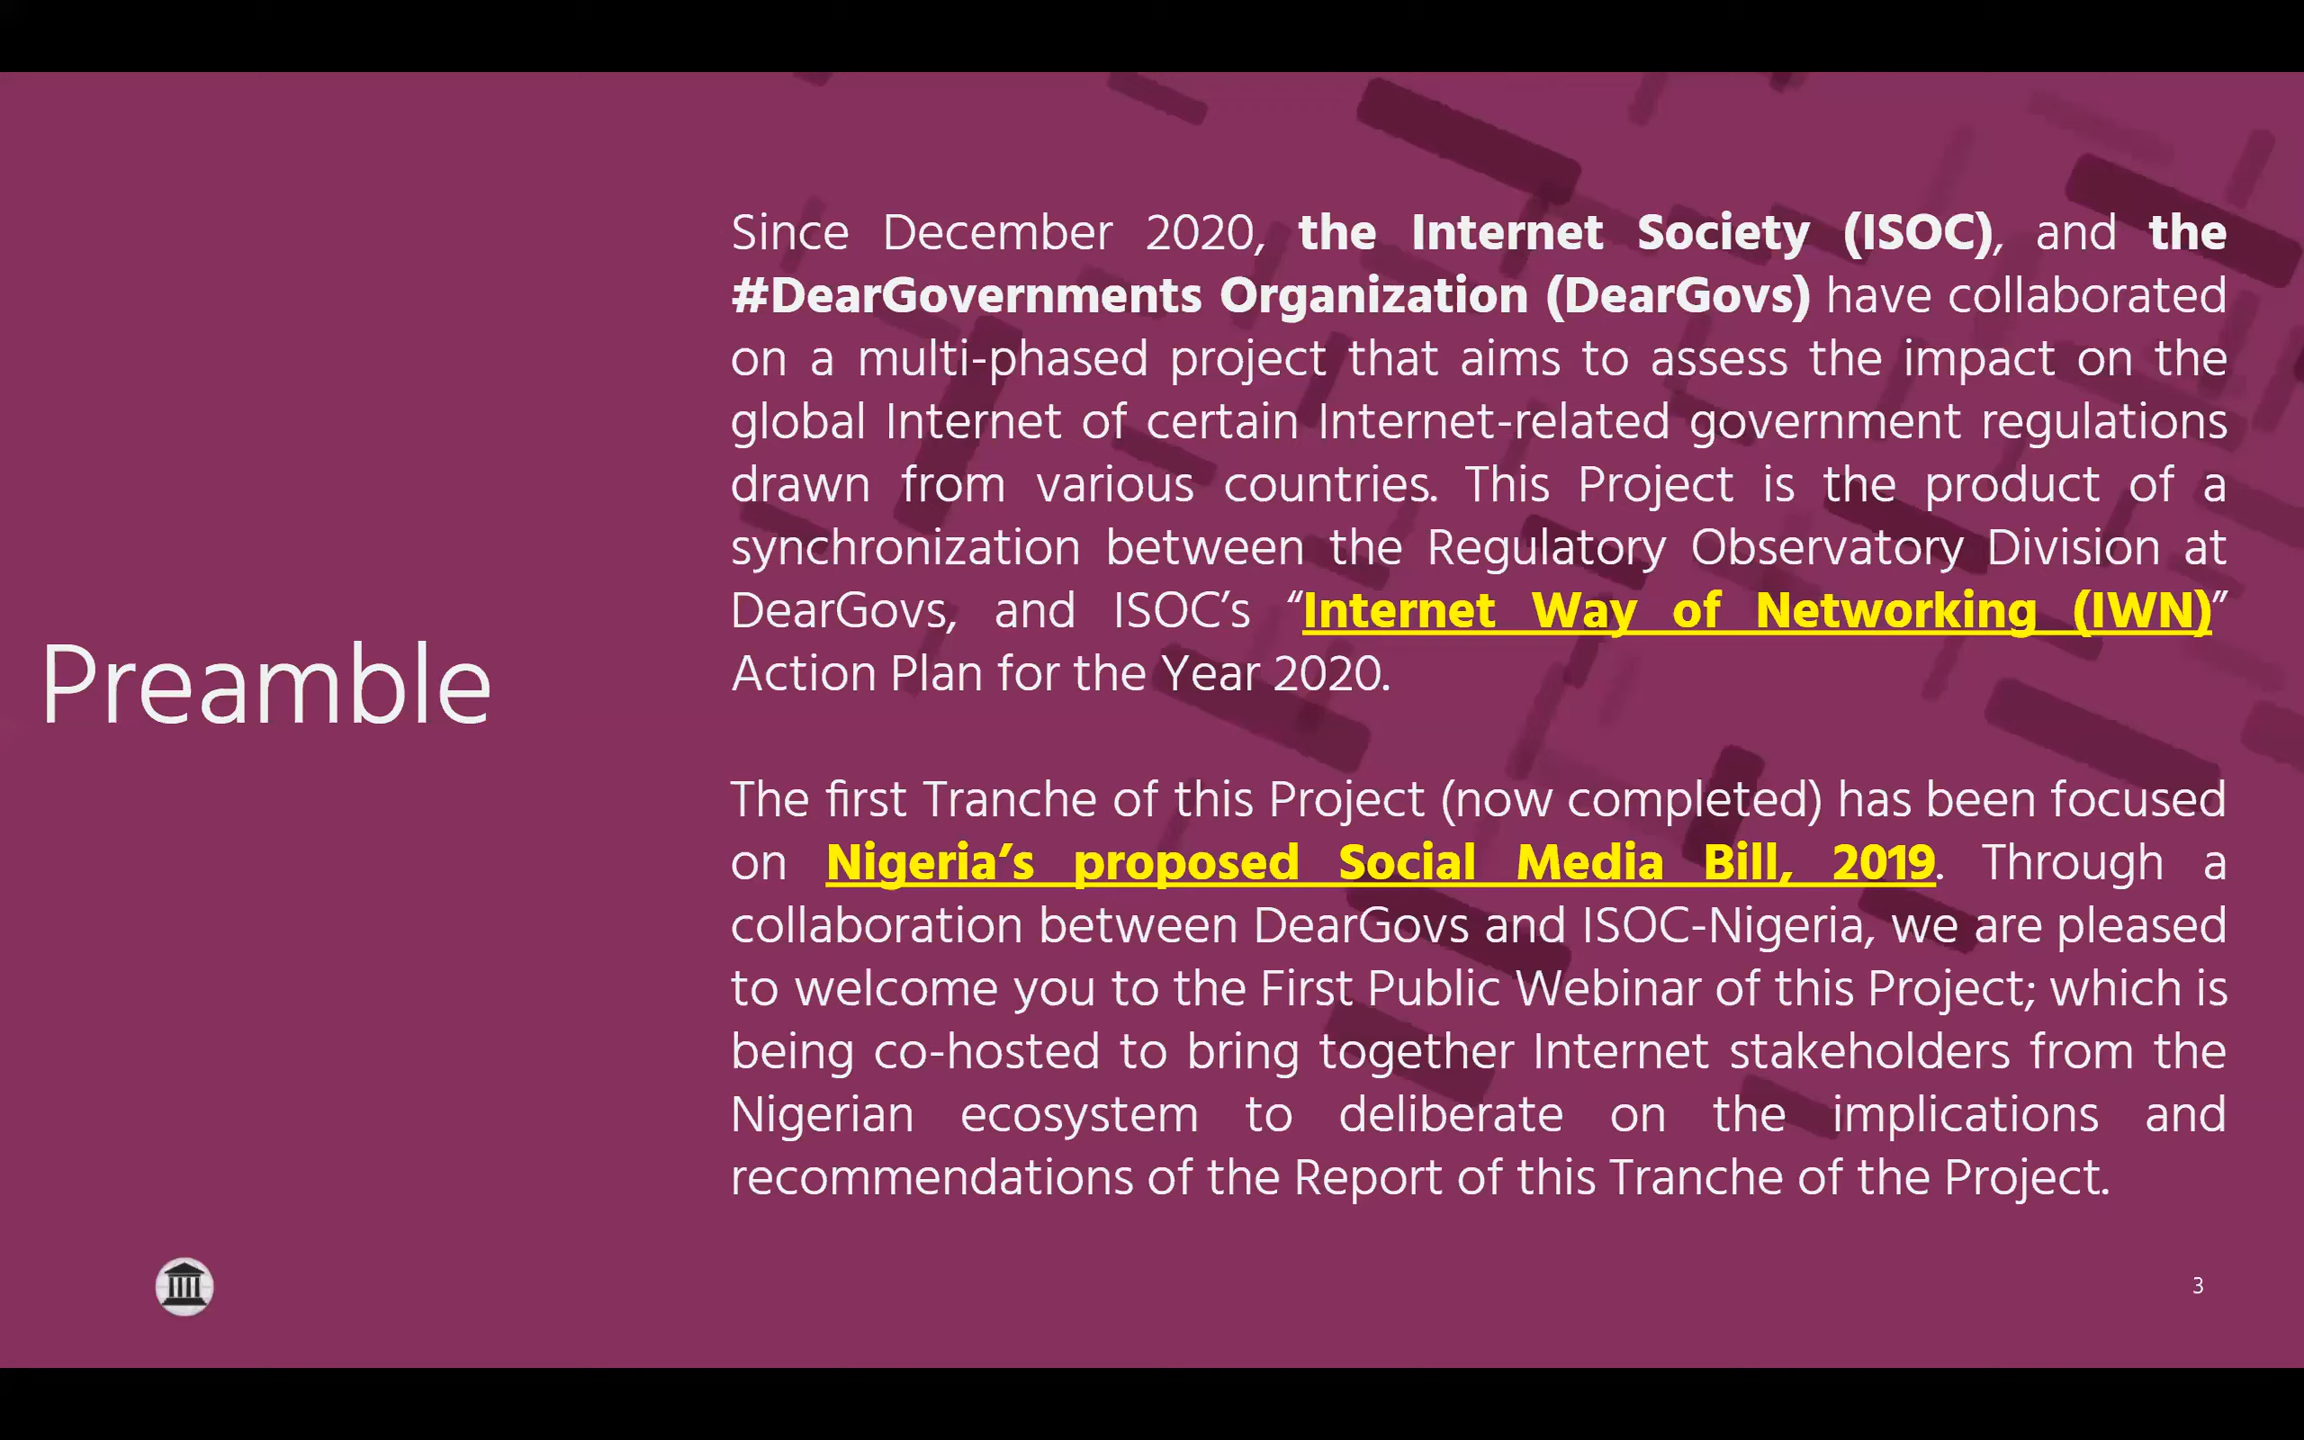 Preamble
Since December 2020, the Internet Society (ISOC), and the
#DearGovernments Organization (DearGovs) have collaborated
on a multi-phased project that aims to assess the impact on the
global Internet of certain Internet-related government regulations
drawn from various countries. This Project is the product of a
synchronization between the Regulatory Observatory Division at
DearGovs, and ISOC’s “Internet Way of Networking (IWN)”
Action Plan for the Year 2020.
The first Tranche of this Project (now completed) has been focused
on Nigeria’s proposed Social Media Bill, 2019. Through a
collaboration between DearGovs and ISOC-Nigeria, we are pleased
to welcome you to the First Public Webinar of this Project; which is
being co-hosted to bring together Internet stakeholders from the
Nigerian ecosystem to deliberate on the implications and
recommendations of the Report of this Tranche of the Project.
3